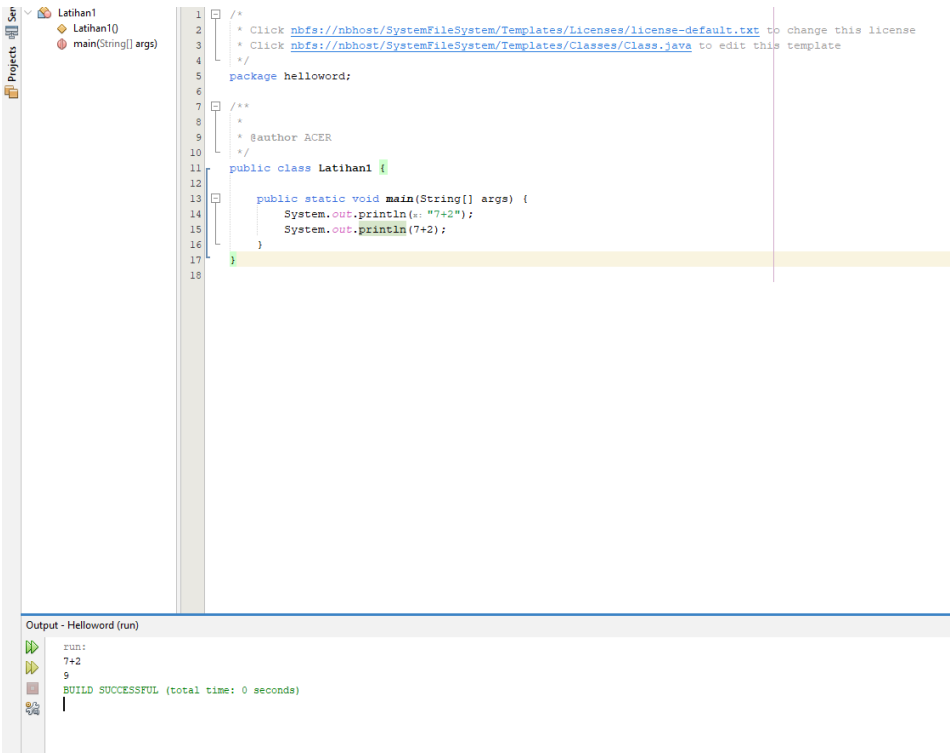 Ser
Projects
Latihan1
Latihan1()
main(String[] args)
1 /*
2 * Click nbfs://nbhost/SystemFileSystem/Templates/Licenses/license-default.txt to change this license
3 * Click nbfs://nbhost/SystemFileSystem/Templates/Classes/Class.java to edit this template
4 */
5 package helloword;
6
7 /**
8 *
9 * @author ACER
10 */
11 public class Latihan1 {
12
13 public static void main(String[] args) {
14 System.out.println(x: "7+2");
15 System.out.println(7+2);
16 }
17 }
18
Output - Helloword (run)
run:
7+2
9
BUILD SUCCESSFUL (total time: 0 seconds)